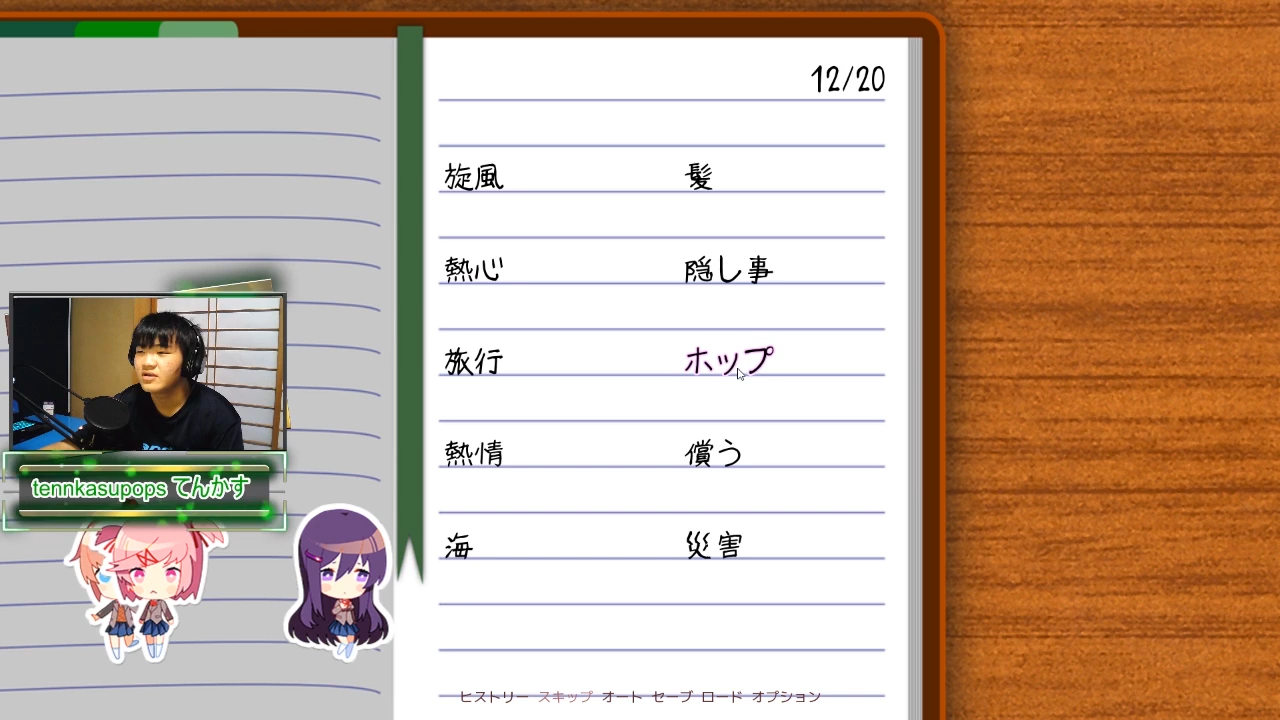 12/20
旋風 髪
熱心 隠し事
旅行 ホップ
熱情 償う
海 災害
tennkasupops てんかす
ヒストリー スキップ オート セーブ ロード オプション